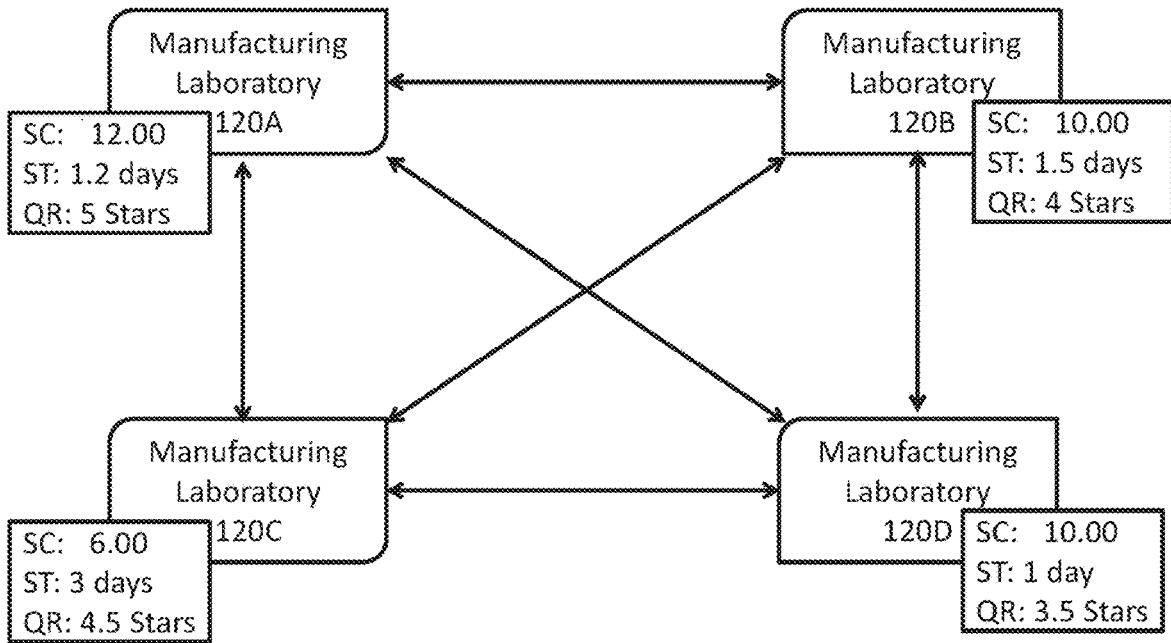 Manufacturing
Laboratory
120A
SC: 12.00
ST: 1.2 days
QR: 5 Stars
Manufacturing
Laboratory
120B
SC: 10.00
ST: 1.5 days
QR: 4 Stars
Manufacturing
Laboratory
120C
SC: 6.00
ST: 3 days
QR: 4.5 Stars
Manufacturing
Laboratory
120D
SC: 10.00
ST: 1 day
QR: 3.5 Stars